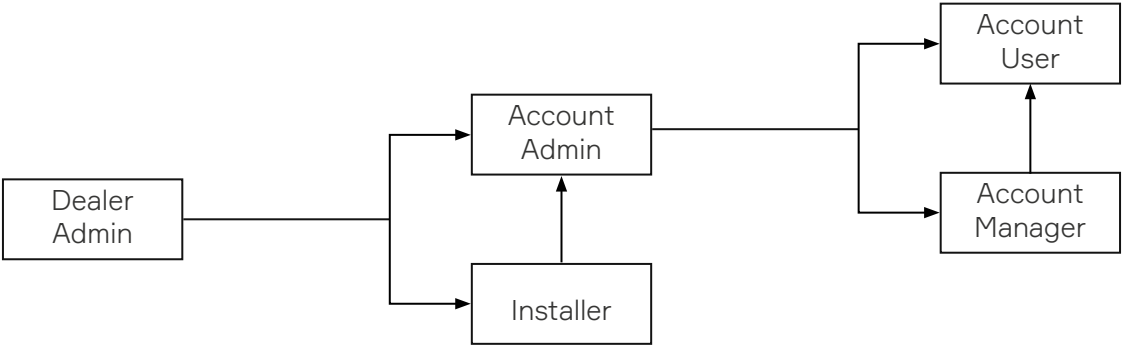 Dealer
Admin
Account
Admin
Installer
Account
User
Account
Manager